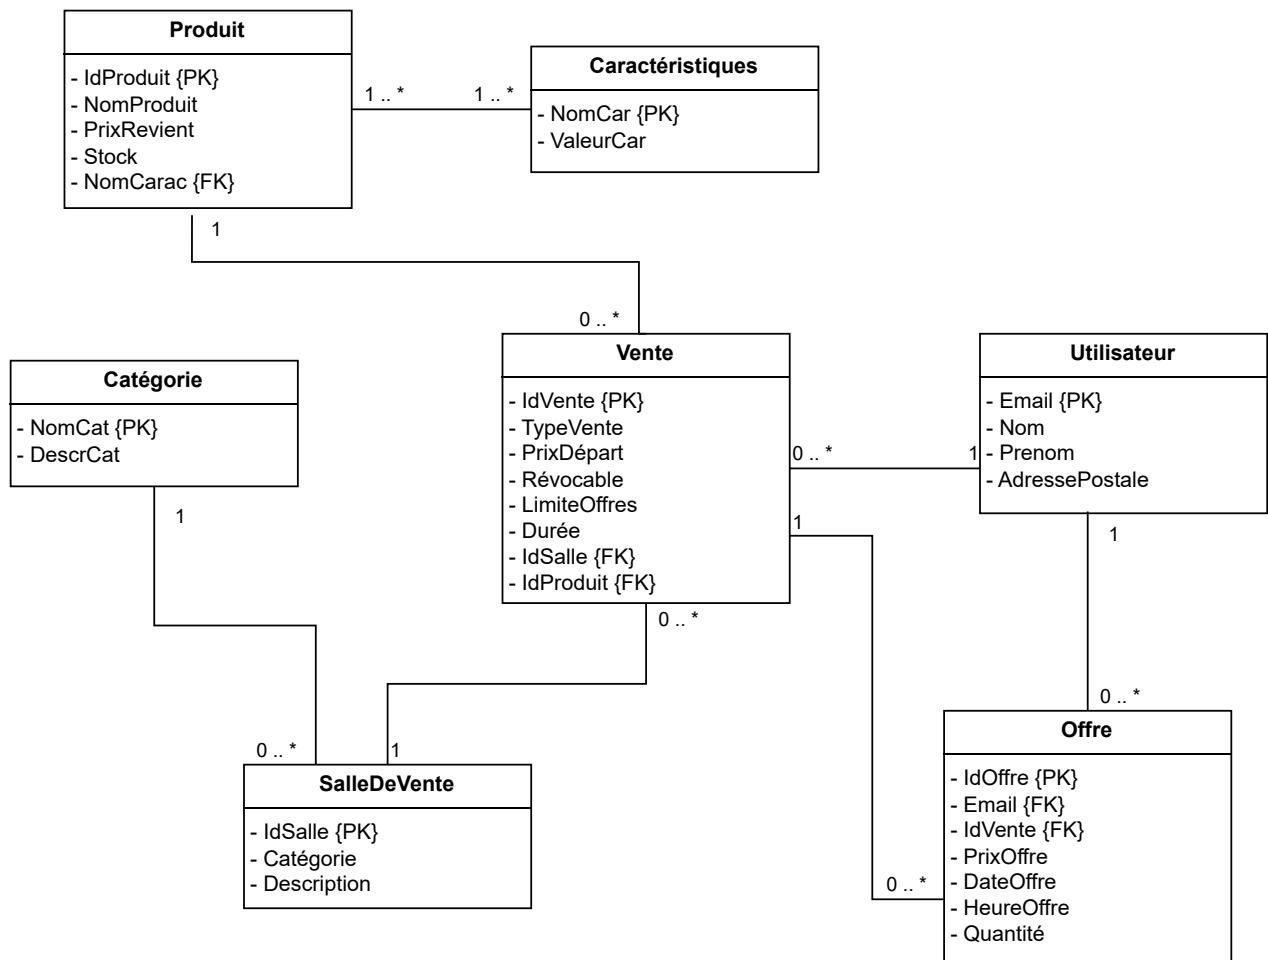 Produit
- IdProduit {PK}
- NomProduit
- PrixRevient
- Stock
- NomCarac {FK}
Caractéristiques
- NomCar {PK}
- ValeurCar
1 .. *
1 .. *
1
0 .. *
Catégorie
- NomCat {PK}
- DescrCat
Vente
- IdVente {PK}
- TypeVente
- PrixDépart
- Révocable
- LimiteOffres
- Durée
- IdSalle {FK}
- IdProduit {FK}
Utilisateur
- Email {PK}
- Nom
- Prenom
- AdressePostale
0 .. *
1
1
1
1
0 .. *
0 .. *
1
0 .. *
SalleDeVente
- IdSalle {PK}
- Catégorie
- Description
Offre
- IdOffre {PK}
- Email {FK}
- IdVente {FK}
- PrixOffre
- DateOffre
- HeureOffre
- Quantité
0 .. *